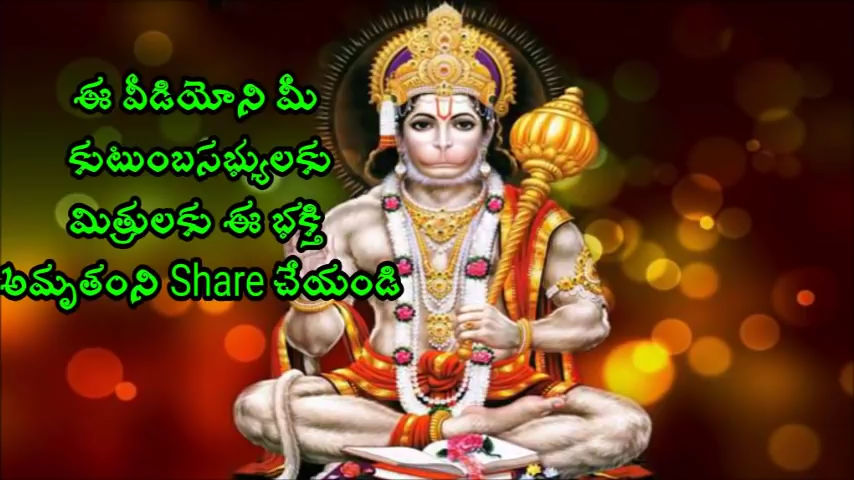 ఈ వీడియోని మీ
కుటుంబసభ్యులకు
మిత్రులకు ఈ భక్తి
అమృతంని Share చేయండి